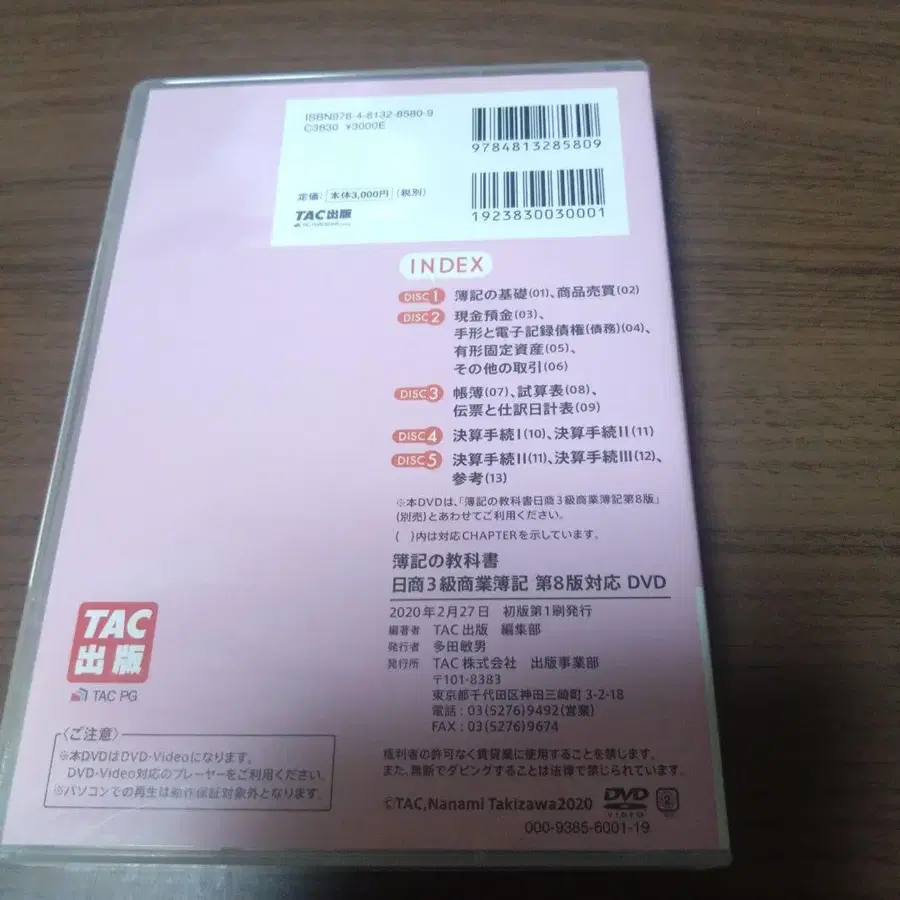 ISBN978-4-8132-8580-9
C3830 ¥3000E
9784813285809
定価: 本体3,000円 (税別)
TAC出版
1923830030001
INDEX
DISC1 簿記の基礎(01)、商品売買(02)
DISC2 現金預金(03)、
手形と電子記録債権(債務)(04)、
有形固定資産(05)、
その他の取引(06)
DISC3 帳簿(07)、試算表(08)、
伝票と仕訳日計表(09)
DISC4 決算手続Ⅰ(10)、決算手続Ⅱ(11)
DISC5 決算手続Ⅱ(11)、決算手続Ⅲ(12)、
参考(13)
※本DVDは、「簿記の教科書日商3級商業簿記第8版」
(別売)とあわせてご利用ください。
( )内は対応CHAPTERを示しています。
簿記の教科書
日商3級商業簿記 第8版対応 DVD
2020年2月27日 初版第1刷発行
編著者 TAC出版 編集部
発行者 多田敏男
発行所 TAC株式会社 出版事業部
〒101-8383
東京都千代田区神田三崎町3-2-18
電話:03(5276)9492(営業)
FAX:03(5276)9674
権利者の許可なく賃貸業に使用することを禁じます。
また、無断でダビングすることは法律で禁じられています。
©TAC,Nanami Takizawa2020
DVD
VIDEO
2
000-9385-6001-19
TAC
出版
TAC PG
〈ご注意〉
※本DVDはDVD-Videoになります。
DVD-Video対応のプレーヤーをご利用ください。
※パソコンでの再生は動作保証対象外となります。